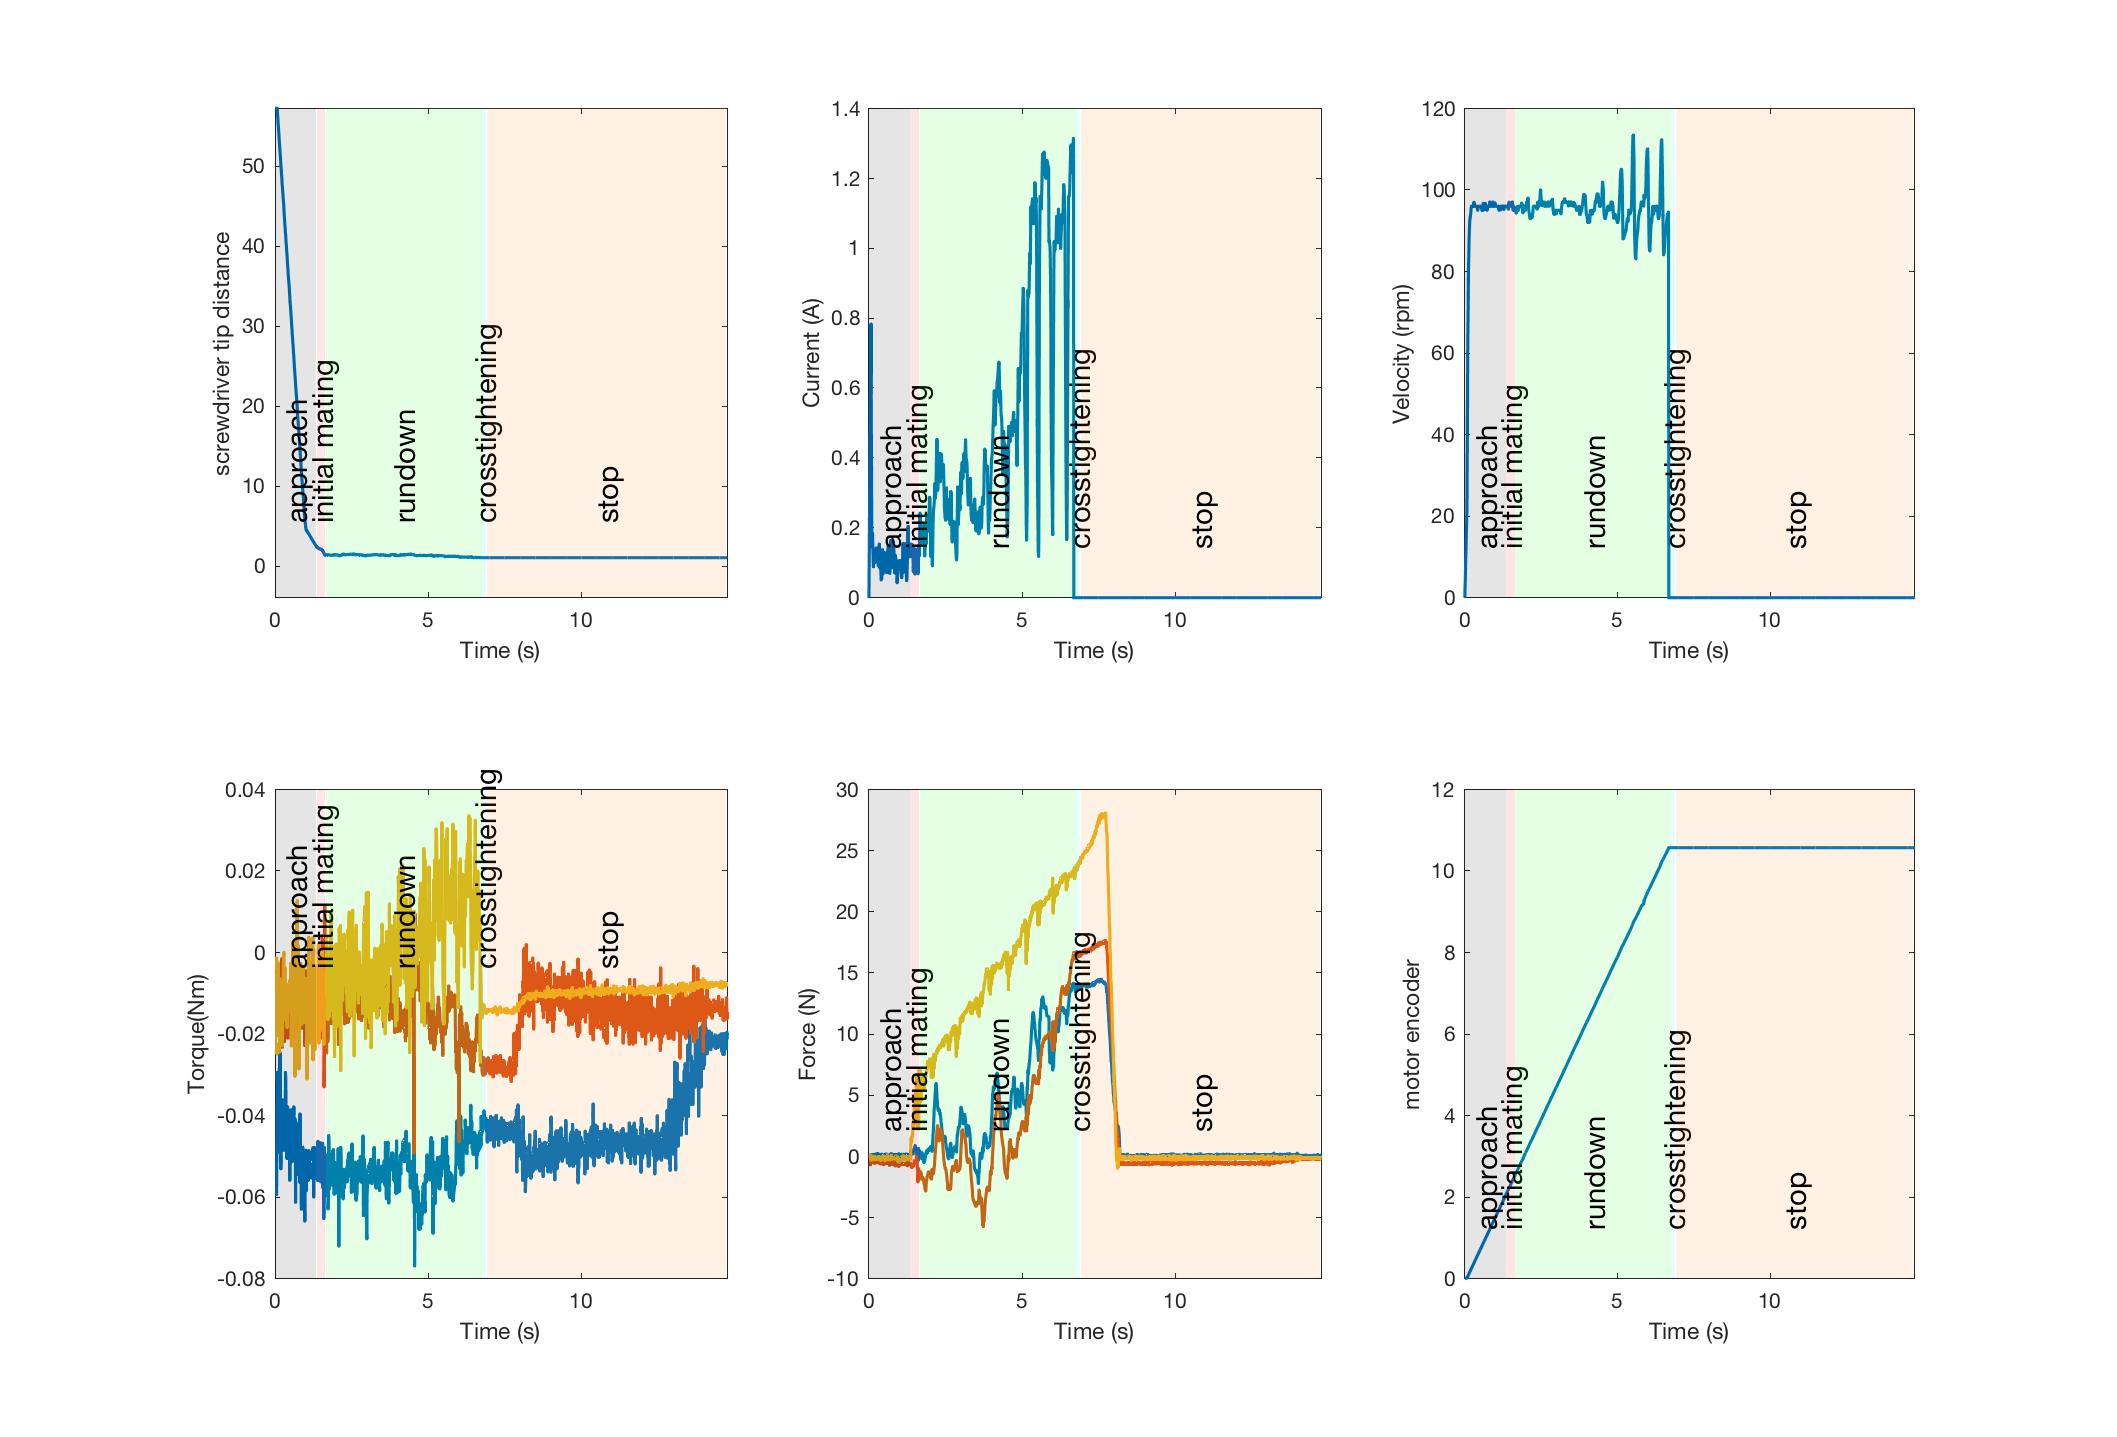 50
40
30
20
10
0
screwdriver tip distance
approach
initial mating
rundown
crosstightening
stop
0 5 10
Time (s)
1.4
1.2
1
0.8
0.6
0.4
0.2
0
Current (A)
approach
initial mating
rundown
crosstightening
stop
0 5 10
Time (s)
120
100
80
60
40
20
0
Velocity (rpm)
approach
initial mating
rundown
crosstightening
stop
0 5 10
Time (s)
0.04
0.02
0
-0.02
-0.04
-0.06
-0.08
Torque(Nm)
approach
initial mating
rundown
crosstightening
stop
0 5 10
Time (s)
30
25
20
15
10
5
0
-5
-10
Force (N)
approach
initial mating
rundown
crosstightening
stop
0 5 10
Time (s)
12
10
8
6
4
2
0
motor encoder
approach
initial mating
rundown
crosstightening
stop
0 5 10
Time (s)